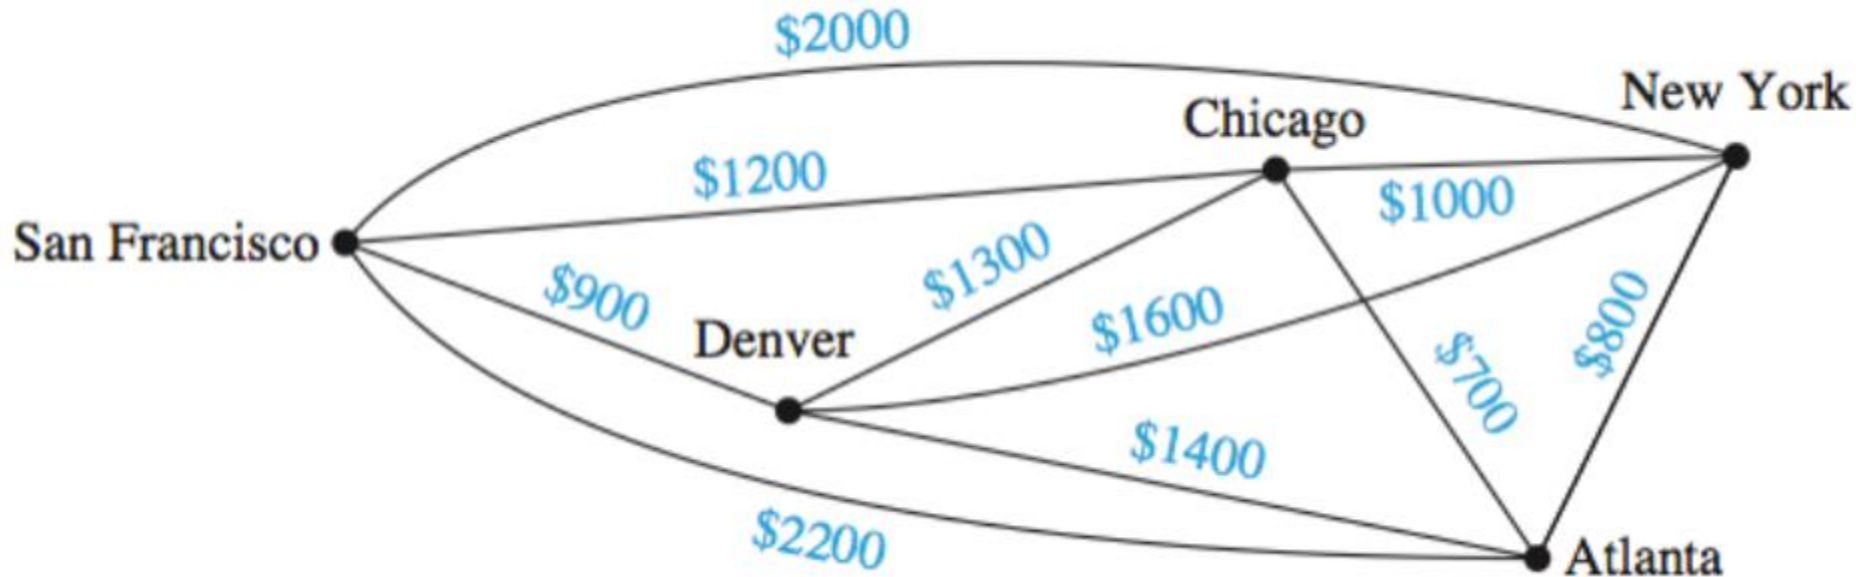 $2000
New York
Chicago
$1200
$1000
San Francisco
$900
$1300
Denver
$1600
$700
$800
$1400
$2200
Atlanta